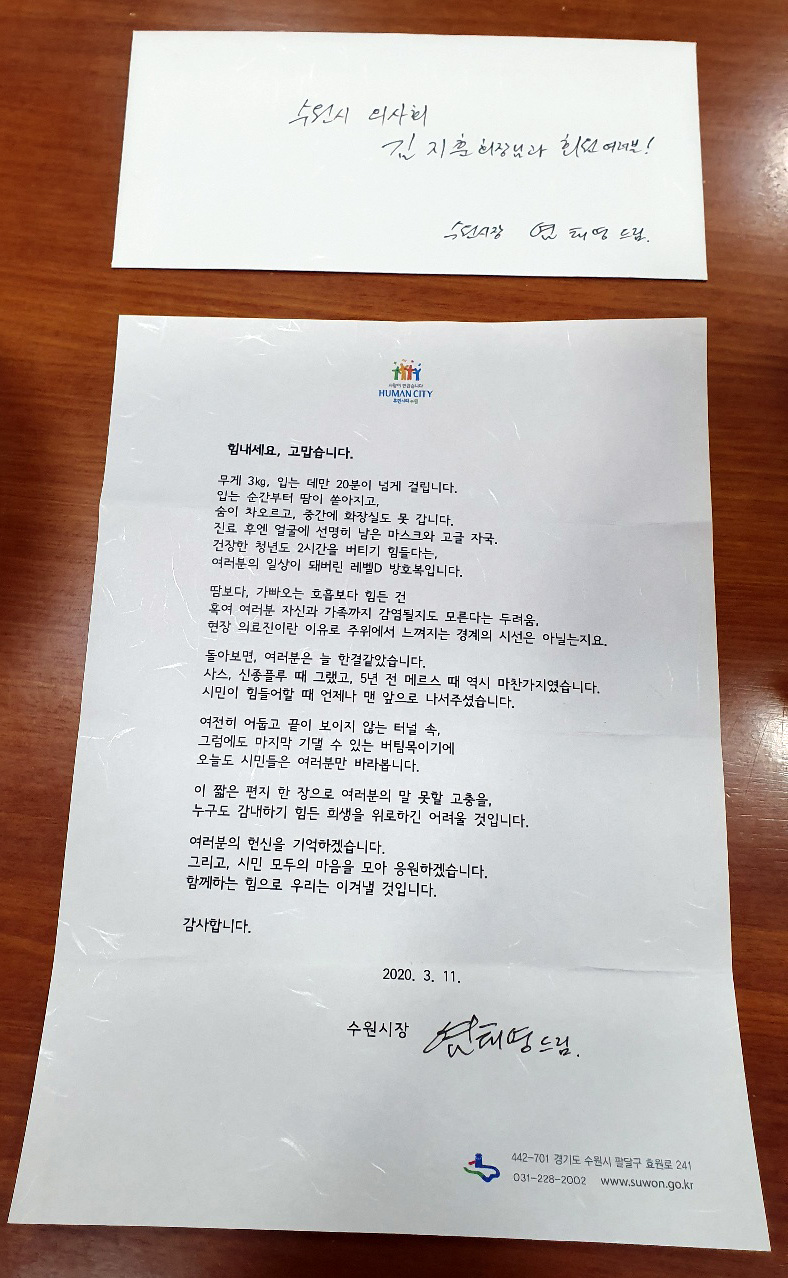 수원시 의사회
김지훈 회장님과 회원 여러분!
수원시장 염태영 드림.
사람이 반갑습니다
HUMAN CITY
휴먼시티 수원
힘내세요, 고맙습니다.
무게 3kg, 입는 데만 20분이 넘게 걸립니다.
입는 순간부터 땀이 쏟아지고,
숨이 차오르고, 중간에 화장실도 못 갑니다.
진료 후엔 얼굴에 선명히 남은 마스크와 고글 자국.
건장한 청년도 2시간을 버티기 힘들다는,
여러분의 일상이 돼버린 레벨D 방호복입니다.
땀보다, 가빠오는 호흡보다 힘든 건
혹여 여러분 자신과 가족까지 감염될지도 모른다는 두려움,
현장 의료진이란 이유로 주위에서 느껴지는 경계의 시선은 아닐는지요.
돌아보면, 여러분은 늘 한결같았습니다.
사스, 신종플루 때 그랬고, 5년 전 메르스 때 역시 마찬가지였습니다.
시민이 힘들어할 때 언제나 맨 앞으로 나서주셨습니다.
여전히 어둡고 끝이 보이지 않는 터널 속,
그럼에도 마지막 기댈 수 있는 버팀목이기에
오늘도 시민들은 여러분만 바라봅니다.
이 짧은 편지 한 장으로 여러분의 말 못할 고충을,
누구도 감내하기 힘든 희생을 위로하긴 어려울 것입니다.
여러분의 헌신을 기억하겠습니다.
그리고, 시민 모두의 마음을 모아 응원하겠습니다.
함께하는 힘으로 우리는 이겨낼 것입니다.
감사합니다.
2020. 3. 11.
수원시장 염태영 드림.
442-701 경기도 수원시 팔달구 효원로 241
031-228-2002 www.suwon.go.kr